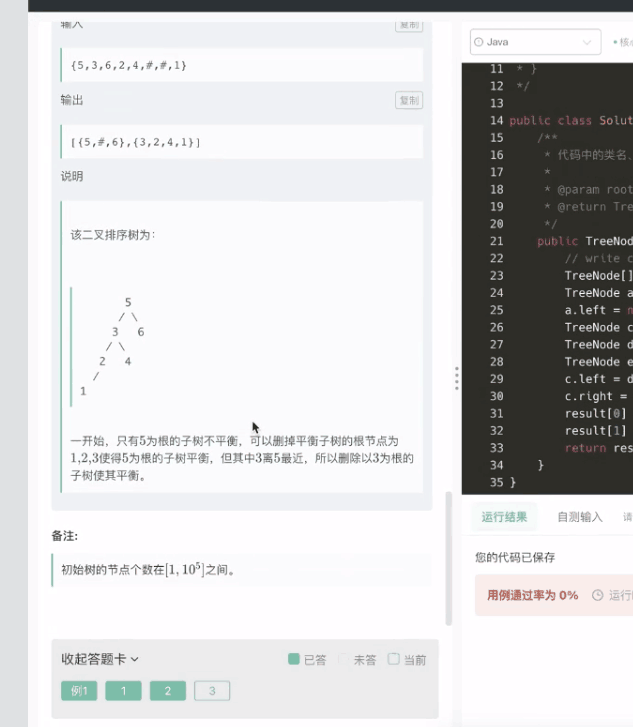 输入
复制
{5,3,6,2,4,#,#,1}
输出
复制
[{5,#,6},{3,2,4,1}]
说明
该二叉排序树为：
5
/ \
3 6
/ \
2 4
/
1
一开始，只有5为根的子树不平衡，可以删掉平衡子树的根节点为
1,2,3使得5为根的子树平衡，但其中3离5最近，所以删除以3为根的
子树使其平衡。
备注:
初始树的节点个数在[1, 10⁵]之间。
收起答题卡
已答
未答
当前
例1
1
2
3
Java
11 * }
12 */
13
14 public class Solut
15 /**
16 * 代码中的类名、
17 *
18 * @param root
19 * @return Tre
20 */
21 public TreeNod
22 // write c
23 TreeNode[]
24 TreeNode a
25 a.left = n
26 TreeNode c
27 TreeNode d
28 TreeNode e
29 c.left = d
30 c.right =
31 result[0]
32 result[1]
33 return res
34 }
35 }
运行结果
自测输入
请
您的代码已保存
用例通过率为 0%
运行